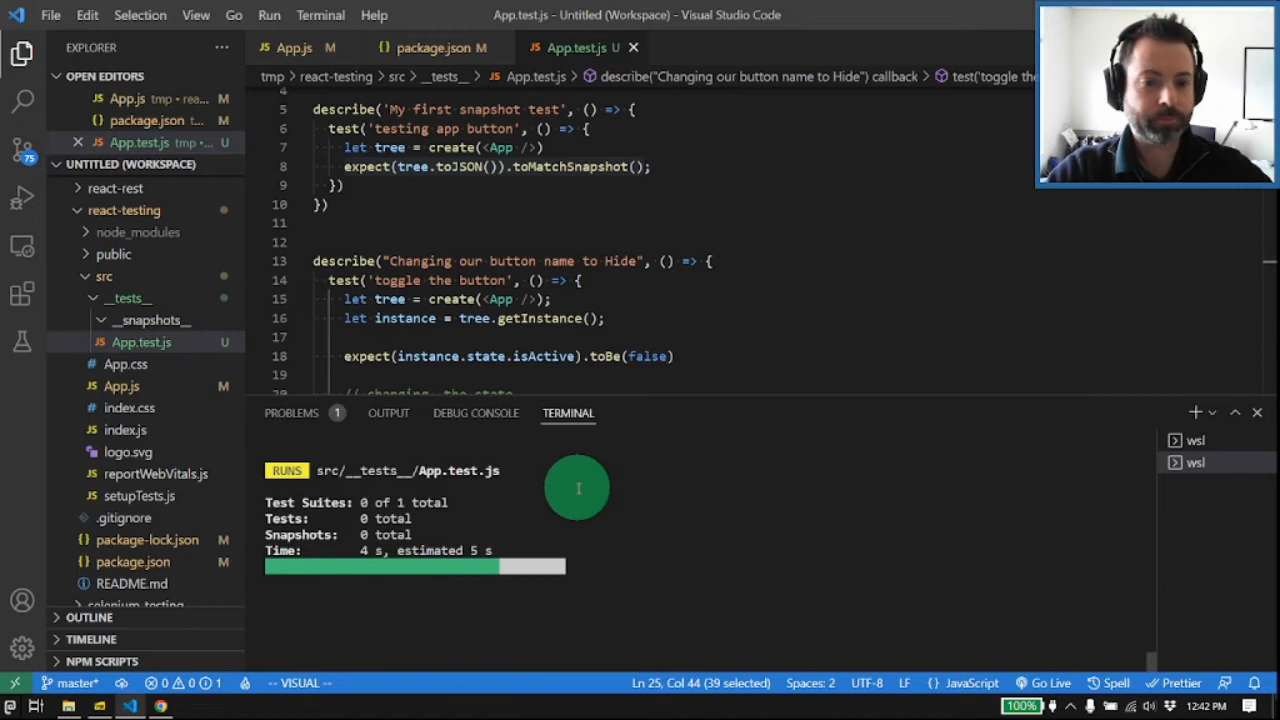 File Edit Selection View Go Run Terminal Help App.test.js - Untitled (Workspace) - Visual Studio Code
EXPLORER ···
App.js M
package.json M
App.test.js U
OPEN EDITORS
App.js tmp • rea... M
package.json tmp • ... M
App.test.js tmp • ... U
UNTITLED (WORKSPACE)
react-rest
react-testing
node_modules
public
src
__tests__
__snapshots__
App.test.js U
App.css
App.js M
index.css
index.js
logo.svg
reportWebVitals.js
setupTests.js
.gitignore
package-lock.json M
package.json M
README.md
selenium-testing
OUTLINE
TIMELINE
NPM SCRIPTS
75
tmp > react-testing > src > __tests__ > App.test.js > describe("Changing our button name to Hide") callback > test('toggle the
4
5 describe('My first snapshot test', () => {
6 test('testing app button', () => {
7 let tree = create(<App />)
8 expect(tree.toJSON()).toMatchSnapshot();
9 })
10 })
11
12
13 describe("Changing our button name to Hide", () => {
14 test('toggle the button', () => {
15 let tree = create(<App />);
16 let instance = tree.getInstance();
17
18 expect(instance.state.isActive).toBe(false)
19
20 // changing the state
PROBLEMS 1 OUTPUT DEBUG CONSOLE TERMINAL
wsl
wsl
RUNS src/__tests__/App.test.js
Test Suites: 0 of 1 total
Tests: 0 total
Snapshots: 0 total
Time: 4 s, estimated 5 s
master* 0 0 1 -- VISUAL -- Ln 25, Col 44 (39 selected) Spaces: 2 UTF-8 LF {} JavaScript Go Live Spell Prettier
100% 12:42 PM